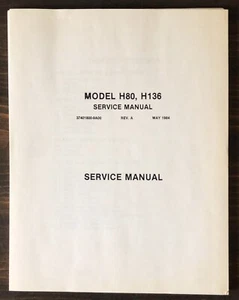 MODEL H80, H136
SERVICE MANUAL
REV. A MAY 1984
SERVICE MANUAL